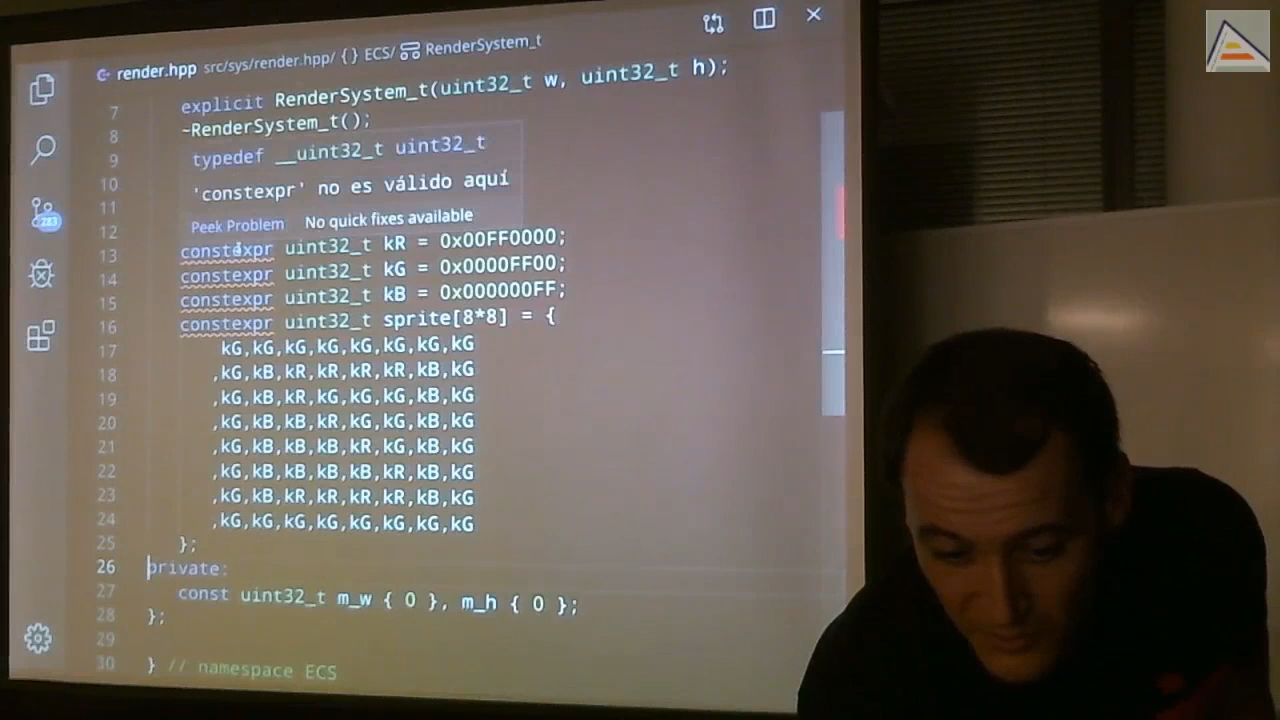 render.hpp src/sys/render.hpp/ {} ECS/ RenderSystem_t
7 explicit RenderSystem_t(uint32_t w, uint32_t h);
8 ~RenderSystem_t();
9 typedef __uint32_t uint32_t
10 'constexpr' no es válido aquí
11
12 Peek Problem No quick fixes available
13 constexpr uint32_t kR = 0x00FF0000;
14 constexpr uint32_t kG = 0x0000FF00;
15 constexpr uint32_t kB = 0x000000FF;
16 constexpr uint32_t sprite[8*8] = {
17 kG,kG,kG,kG,kG,kG,kG,kG
18 ,kG,kB,kR,kR,kR,kR,kB,kG
19 ,kG,kB,kR,kG,kG,kG,kB,kG
20 ,kG,kB,kB,kR,kG,kG,kB,kG
21 ,kG,kB,kB,kB,kR,kG,kB,kG
22 ,kG,kB,kB,kB,kB,kR,kB,kG
23 ,kG,kB,kR,kR,kR,kR,kB,kG
24 ,kG,kG,kG,kG,kG,kG,kG,kG
25 };
26 private:
27 const uint32_t m_w { 0 }, m_h { 0 };
28 };
29
30 } // namespace ECS
283